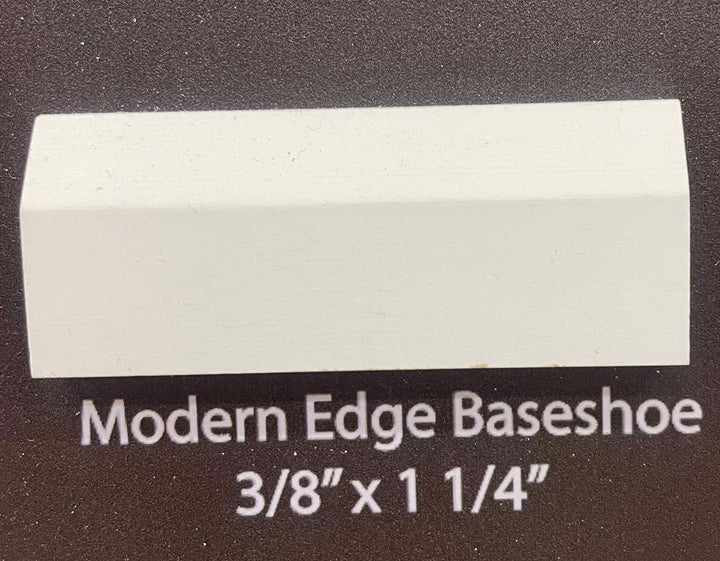 Modern Edge Baseshoe
3/8” x 1 1/4”